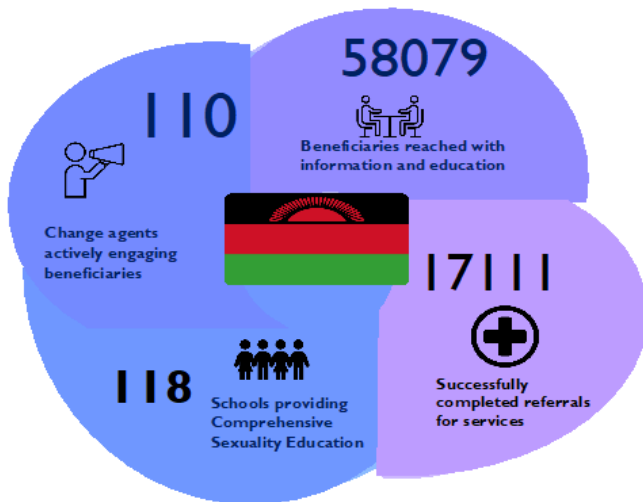 110
Change agents
actively engaging
beneficiaries
58079
Beneficiaries reached with
information and education
17111
Successfully
completed referrals
for services
118
Schools providing
Comprehensive
Sexuality Education